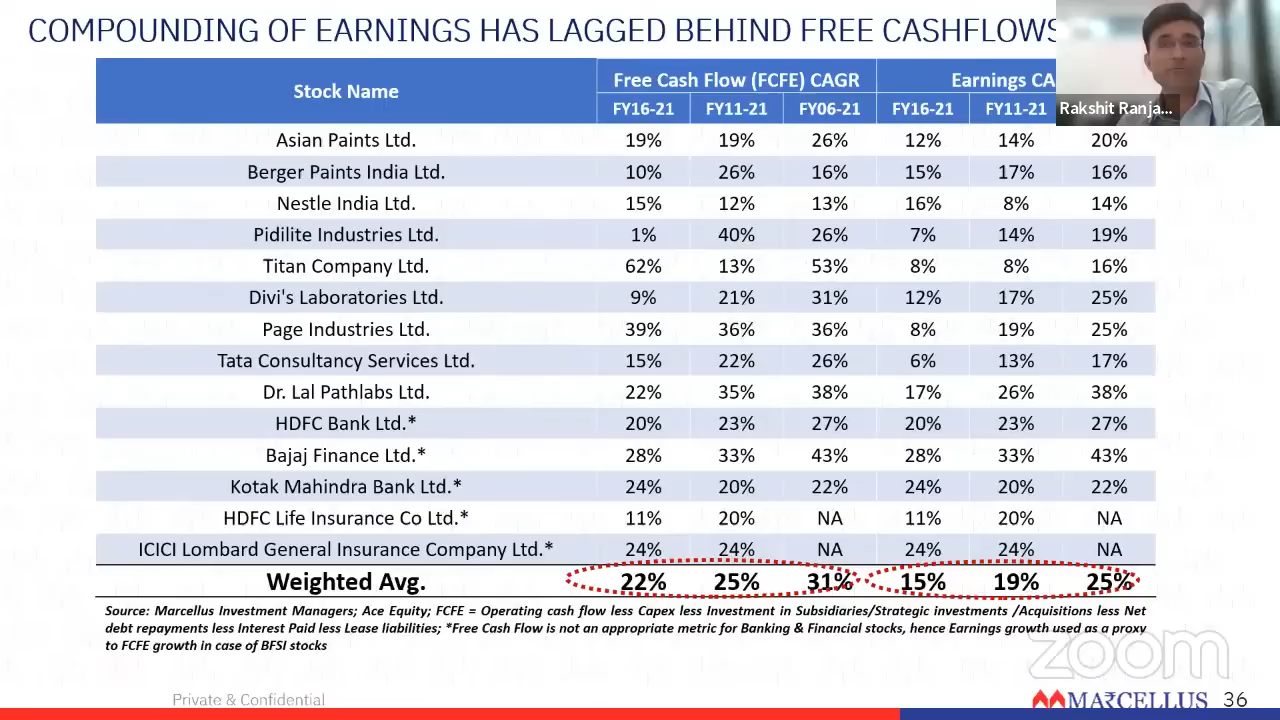 COMPOUNDING OF EARNINGS HAS LAGGED BEHIND FREE CASHFLOWS
Stock Name Free Cash Flow (FCFE) CAGR Earnings CA
FY16-21 FY11-21 FY06-21 FY16-21 FY11-21
Rakshit Ranja...
Asian Paints Ltd. 19% 19% 26% 12% 14% 20%
Berger Paints India Ltd. 10% 26% 16% 15% 17% 16%
Nestle India Ltd. 15% 12% 13% 16% 8% 14%
Pidilite Industries Ltd. 1% 40% 26% 7% 14% 19%
Titan Company Ltd. 62% 13% 53% 8% 8% 16%
Divi's Laboratories Ltd. 9% 21% 31% 12% 17% 25%
Page Industries Ltd. 39% 36% 36% 8% 19% 25%
Tata Consultancy Services Ltd. 15% 22% 26% 6% 13% 17%
Dr. Lal Pathlabs Ltd. 22% 35% 38% 17% 26% 38%
HDFC Bank Ltd.* 20% 23% 27% 20% 23% 27%
Bajaj Finance Ltd.* 28% 33% 43% 28% 33% 43%
Kotak Mahindra Bank Ltd.* 24% 20% 22% 24% 20% 22%
HDFC Life Insurance Co Ltd.* 11% 20% NA 11% 20% NA
ICICI Lombard General Insurance Company Ltd.* 24% 24% NA 24% 24% NA
Weighted Avg. 22% 25% 31% 15% 19% 25%
Source: Marcellus Investment Managers; Ace Equity; FCFE = Operating cash flow less Capex less Investment in Subsidiaries/Strategic investments /Acquisitions less Net
debt repayments less Interest Paid less Lease liabilities; *Free Cash Flow is not an appropriate metric for Banking & Financial stocks, hence Earnings growth used as a proxy
to FCFE growth in case of BFSI stocks
zoom
Private & Confidential
MARCELLUS 36